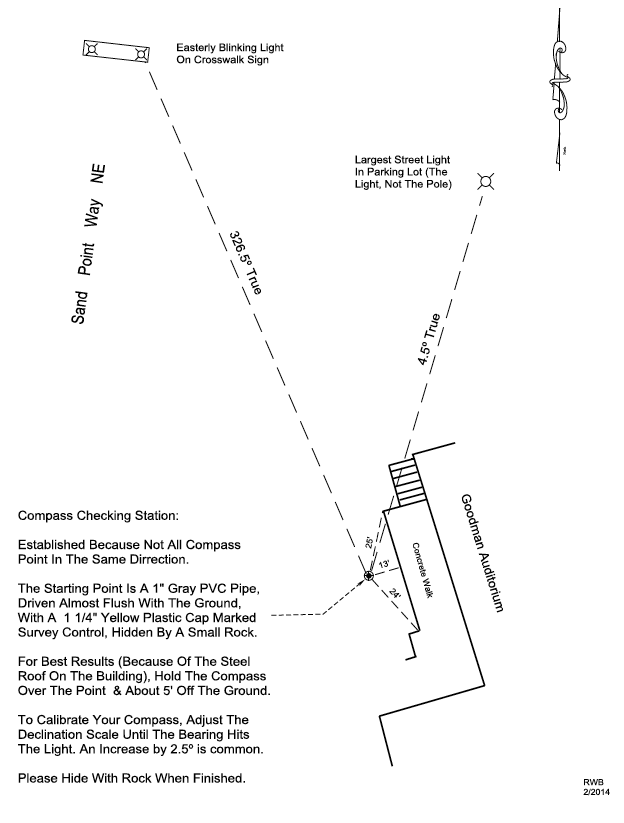 Easterly Blinking Light
On Crosswalk Sign
Largest Street Light
In Parking Lot (The
Light, Not The Pole)
Sand Point Way NE
326.5º True
4.5º True
Goodman Auditorium
Concrete Walk
25'
13'
24'
Compass Checking Station:
Established Because Not All Compass
Point In The Same Dirrection.
The Starting Point Is A 1" Gray PVC Pipe,
Driven Almost Flush With The Ground,
With A 1 1/4" Yellow Plastic Cap Marked
Survey Control, Hidden By A Small Rock.
For Best Results (Because Of The Steel
Roof On The Building), Hold The Compass
Over The Point & About 5' Off The Ground.
To Calibrate Your Compass, Adjust The
Declination Scale Until The Bearing Hits
The Light. An Increase by 2.5º is common.
Please Hide With Rock When Finished.
RWB
2/2014